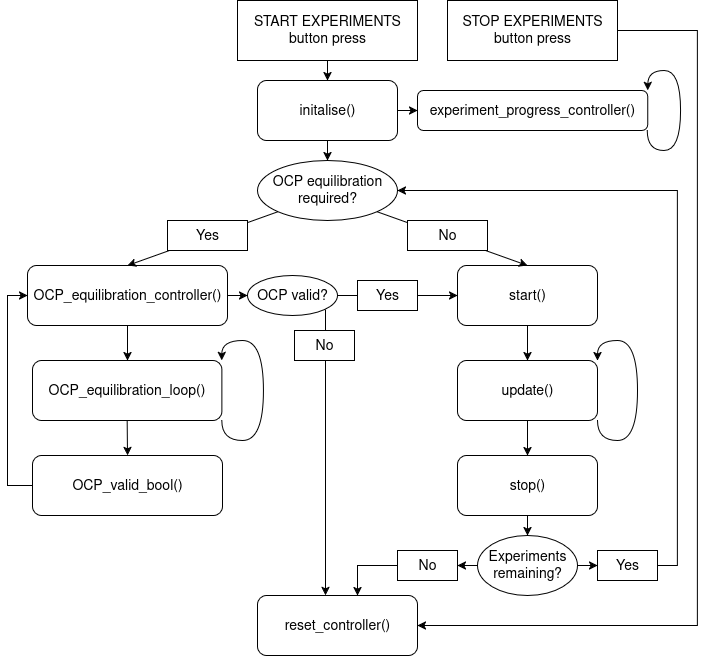 START EXPERIMENTS
button press
STOP EXPERIMENTS
button press
initalise()
experiment_progress_controller()
OCP equilibration
required?
Yes
No
OCP_equilibration_controller()
OCP valid?
Yes
start()
No
OCP_equilibration_loop()
update()
OCP_valid_bool()
stop()
Experiments
remaining?
No
Yes
reset_controller()